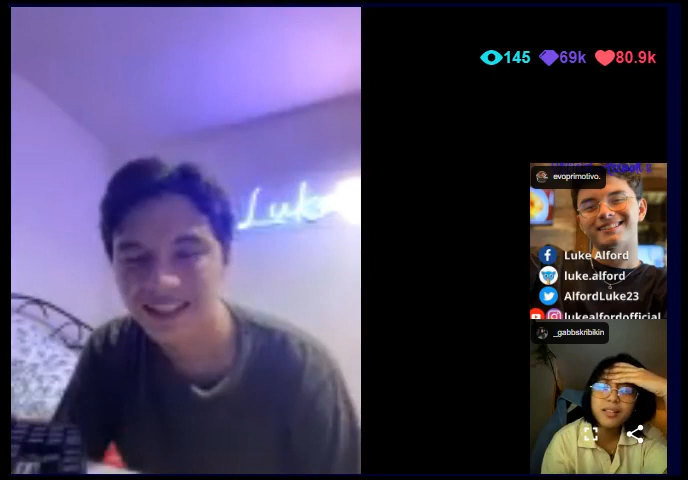 145 69k 80.9k
Luke
evoprimotivo.
Luke Alford
luke.alford
AlfordLuke23
lukealfordofficial
_gabbskribikin